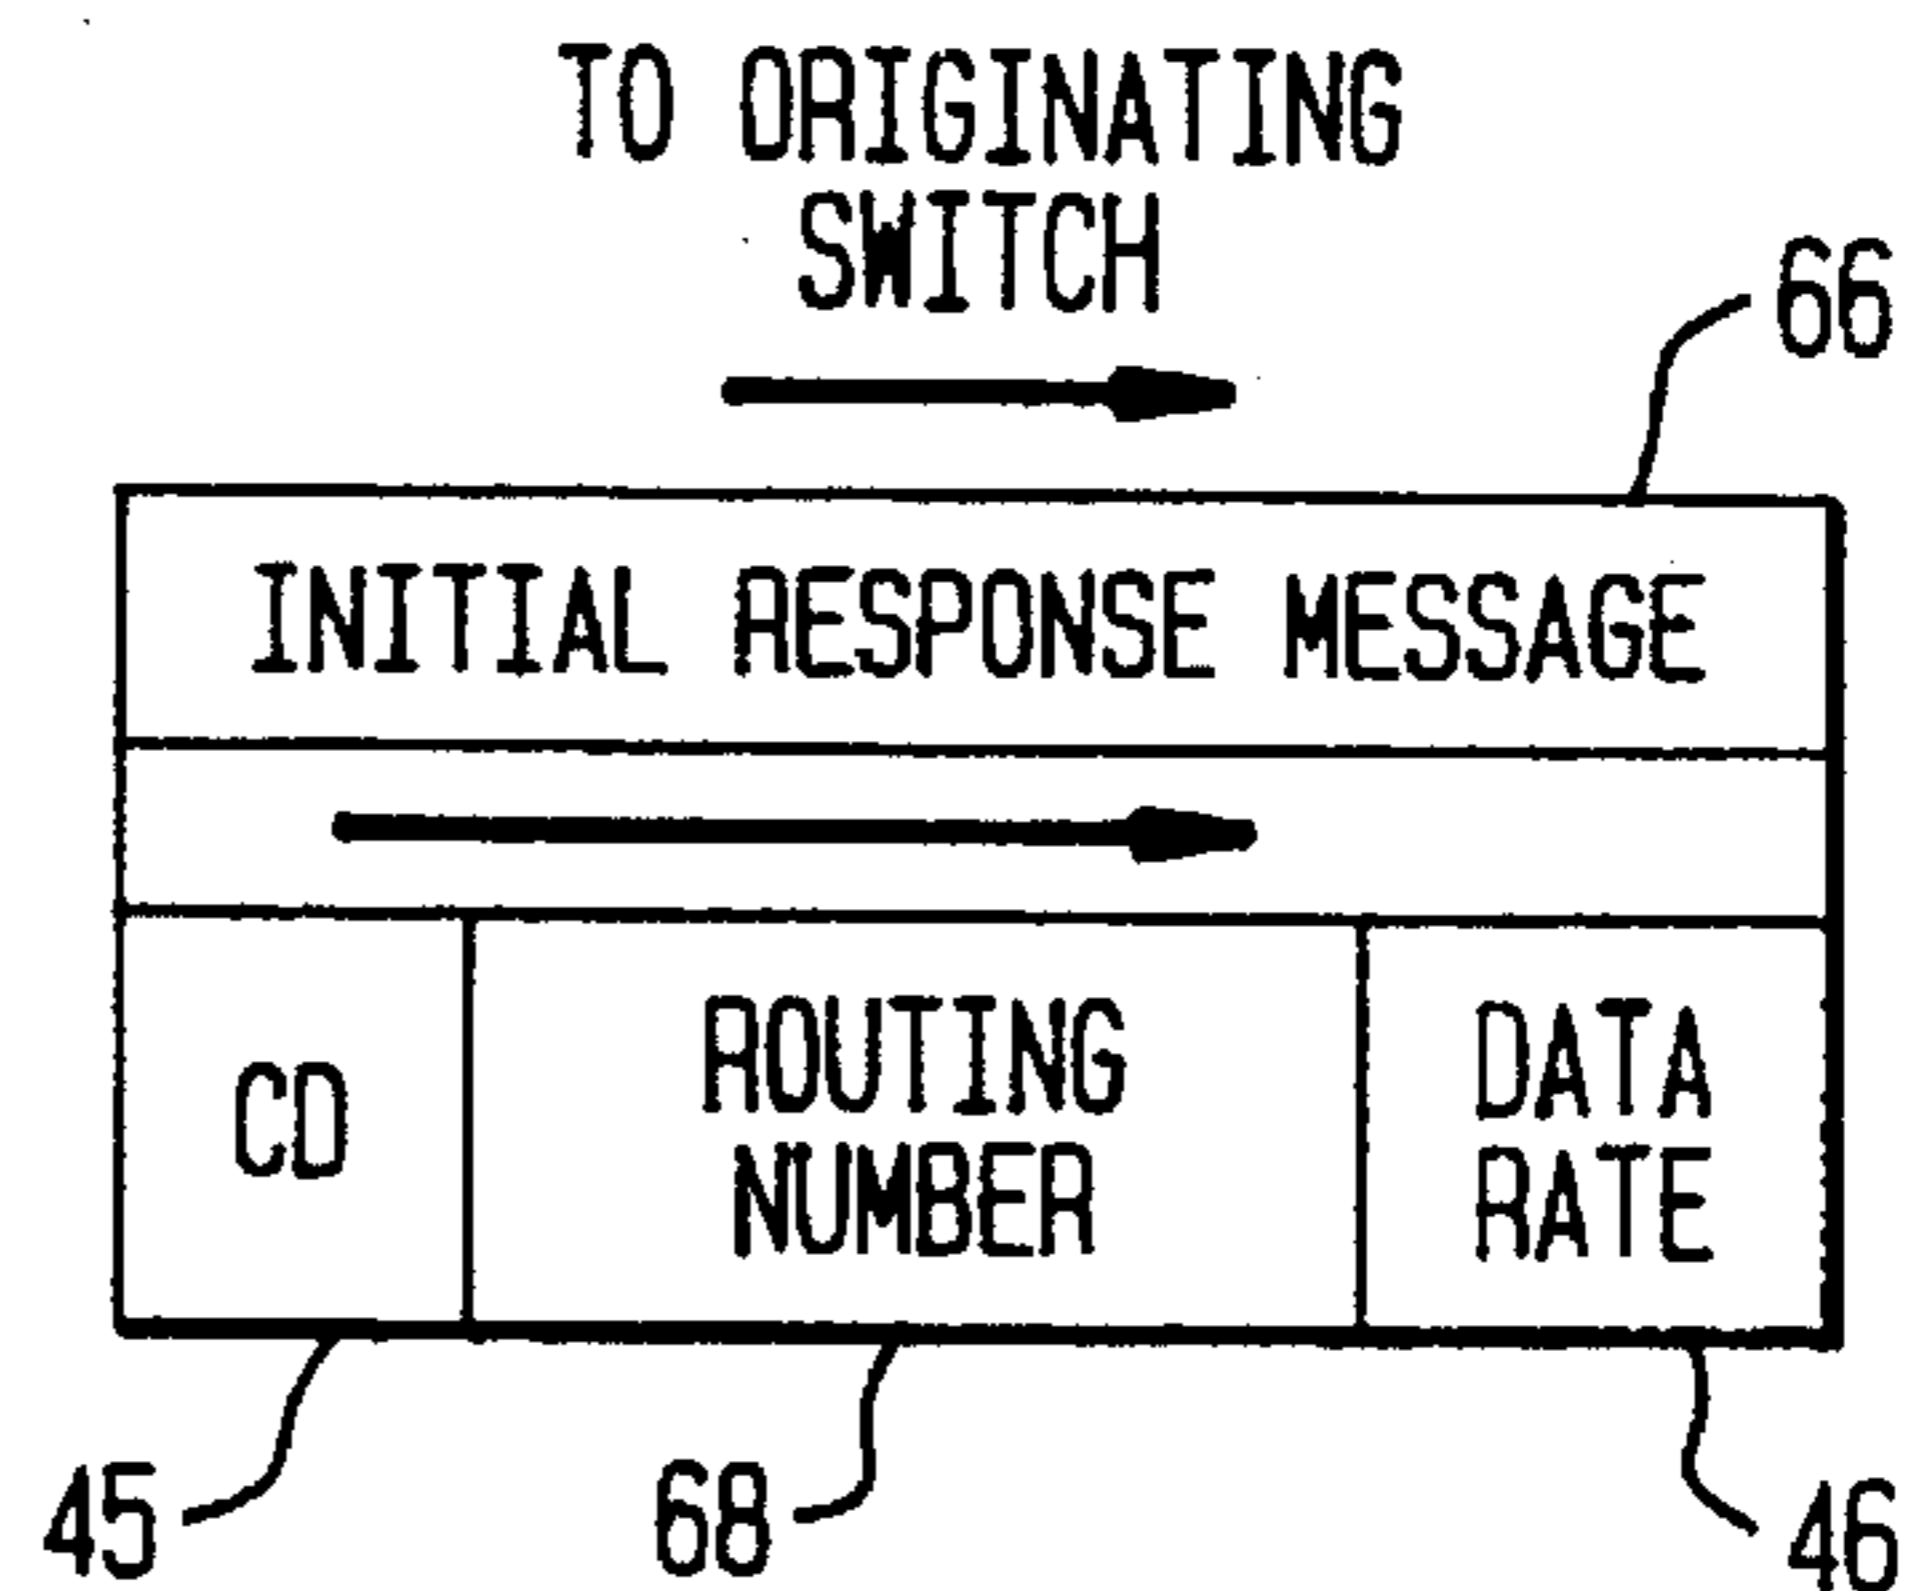 TO ORIGINATING
SWITCH
66
INITIAL RESPONSE MESSAGE
CD
ROUTING
NUMBER
DATA
RATE
45
68
46